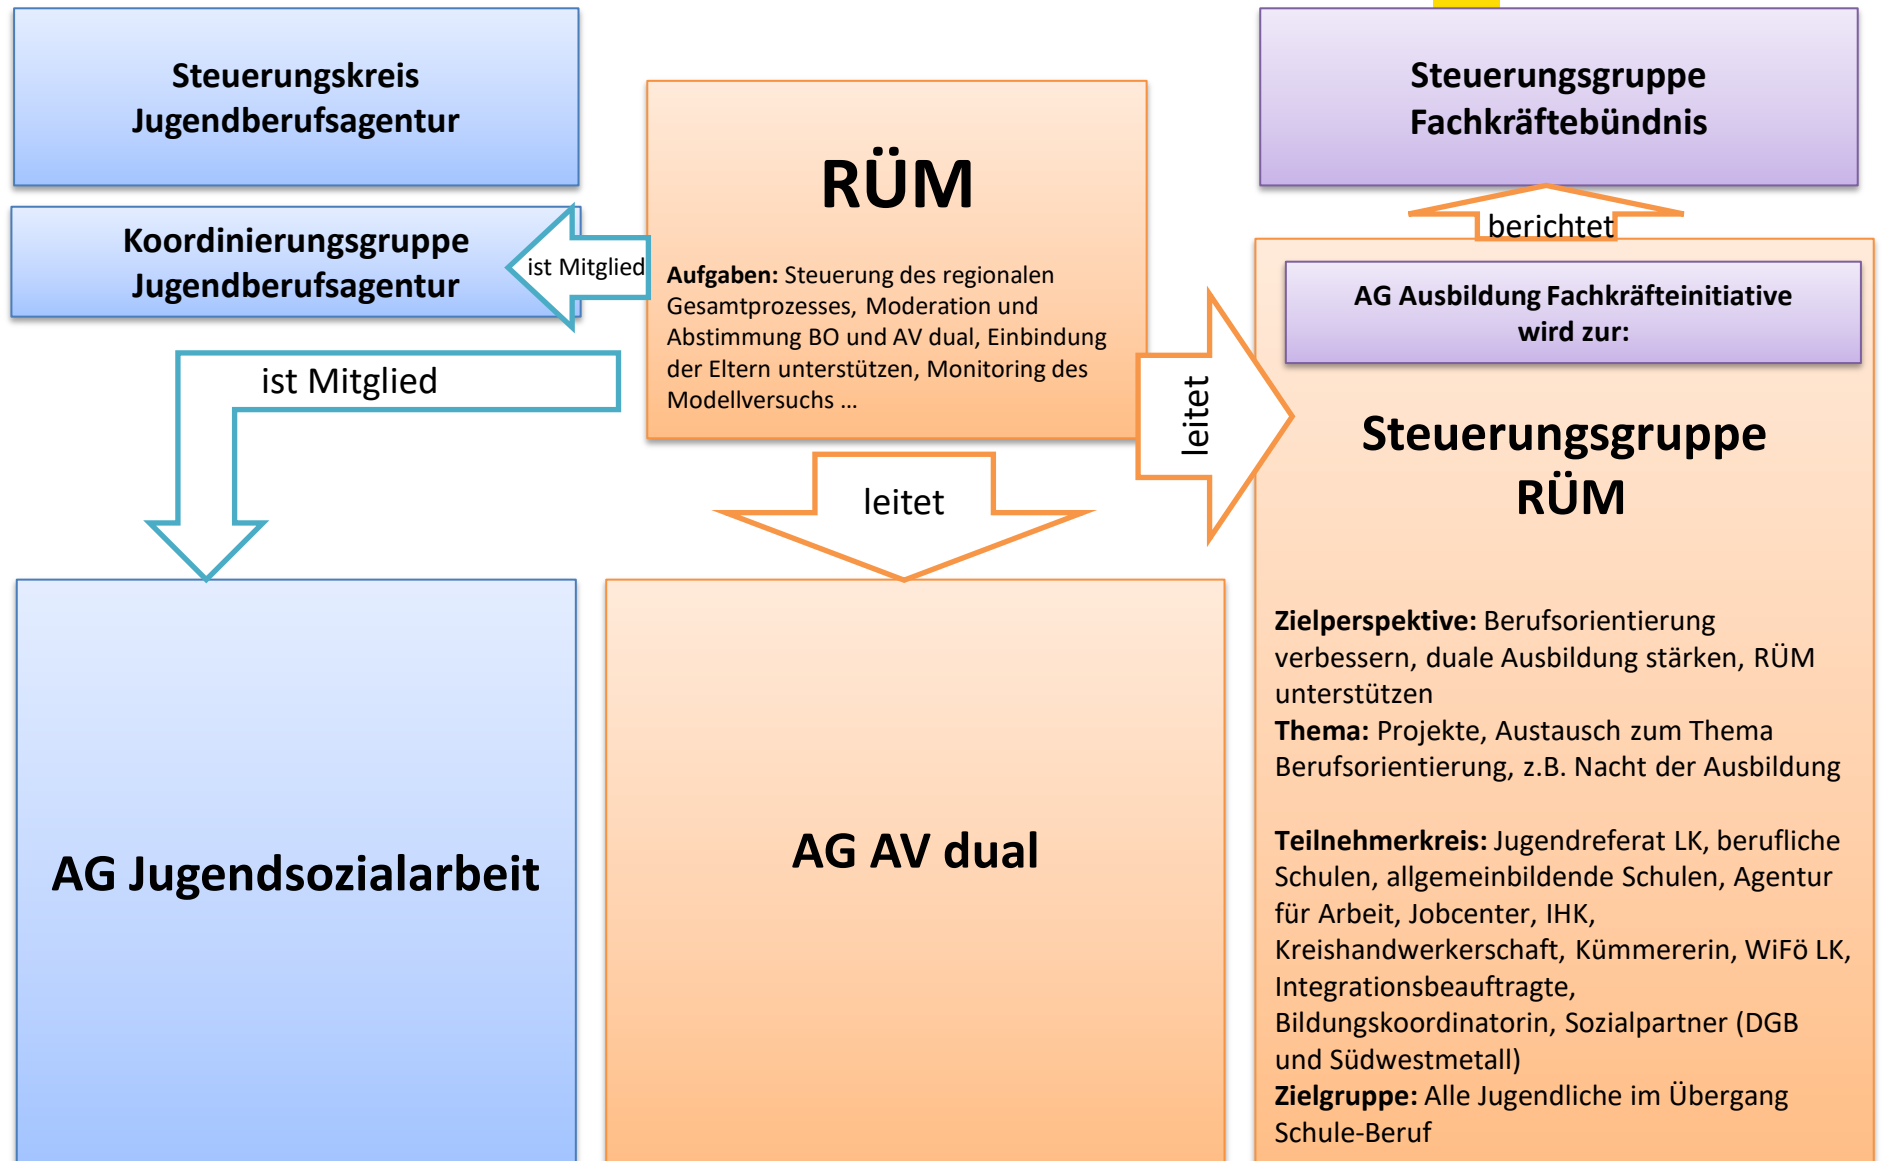 Steuerungskreis
Jugendberufsagentur
Koordinierungsgruppe
Jugendberufsagentur
ist Mitglied
ist Mitglied
RÜM
Aufgaben: Steuerung des regionalen
Gesamtprozesses, Moderation und
Abstimmung BO und AV dual, Einbindung
der Eltern unterstützen, Monitoring des
Modellversuchs ...
leitet
leitet
Steuerungsgruppe
Fachkräftebündnis
berichtet
AG Ausbildung Fachkräfteinitiative
wird zur:
Steuerungsgruppe
RÜM
Zielperspektive: Berufsorientierung
verbessern, duale Ausbildung stärken, RÜM
unterstützen
Thema: Projekte, Austausch zum Thema
Berufsorientierung, z.B. Nacht der Ausbildung
Teilnehmerkreis: Jugendreferat LK, berufliche
Schulen, allgemeinbildende Schulen, Agentur
für Arbeit, Jobcenter, IHK,
Kreishandwerkerschaft, Kümmererin, WiFö LK,
Integrationsbeauftragte,
Bildungskoordinatorin, Sozialpartner (DGB
und Südwestmetall)
Zielgruppe: Alle Jugendliche im Übergang
Schule-Beruf
AG Jugendsozialarbeit
AG AV dual